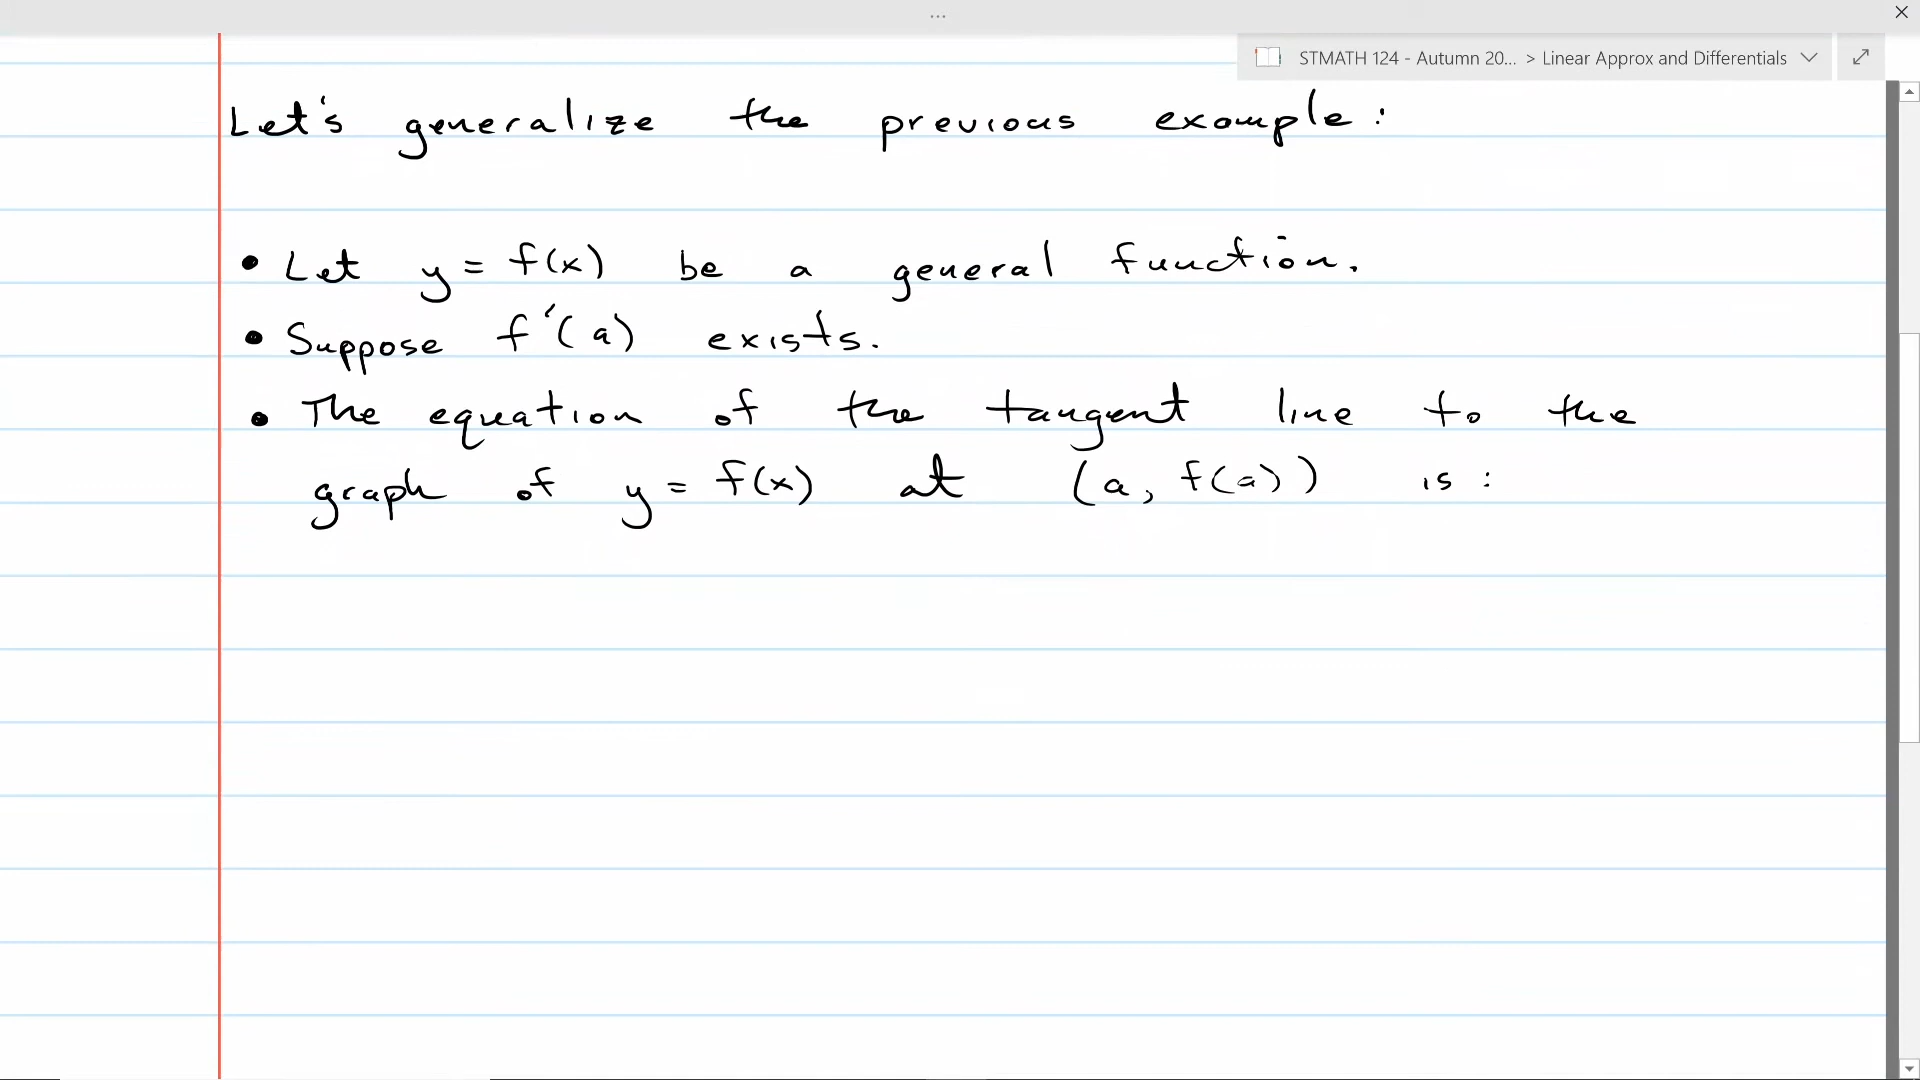 ...
STMATH 124 - Autumn 20... > Linear Approx and Differentials
Let's generalize the previous example:
• Let y = f(x) be a general function.
• Suppose f'(a) exists.
• The equation of the tangent line to the
graph of y = f(x) at (a, f(a)) is: